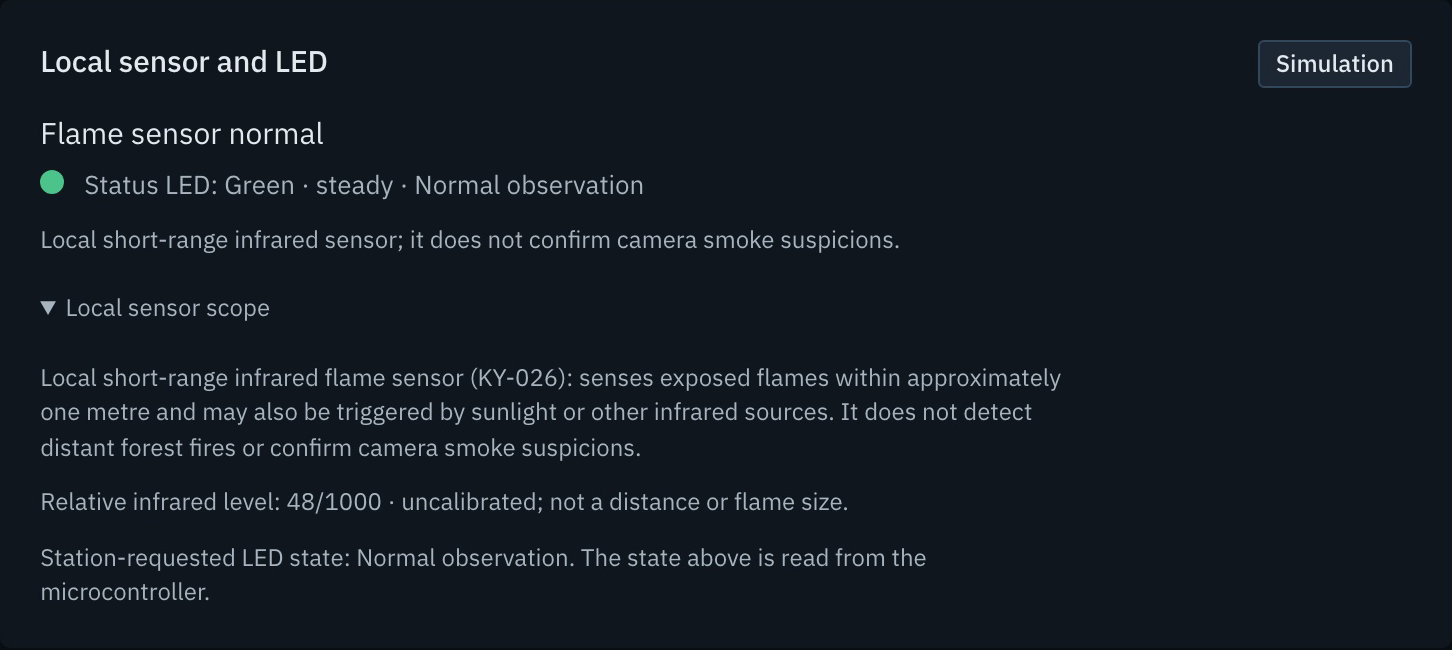 Local sensor and LED
Simulation
Flame sensor normal
Status LED: Green · steady · Normal observation
Local short-range infrared sensor; it does not confirm camera smoke suspicions.
▼ Local sensor scope
Local short-range infrared flame sensor (KY-026): senses exposed flames within approximately
one metre and may also be triggered by sunlight or other infrared sources. It does not detect
distant forest fires or confirm camera smoke suspicions.
Relative infrared level: 48/1000 · uncalibrated; not a distance or flame size.
Station-requested LED state: Normal observation. The state above is read from the
microcontroller.